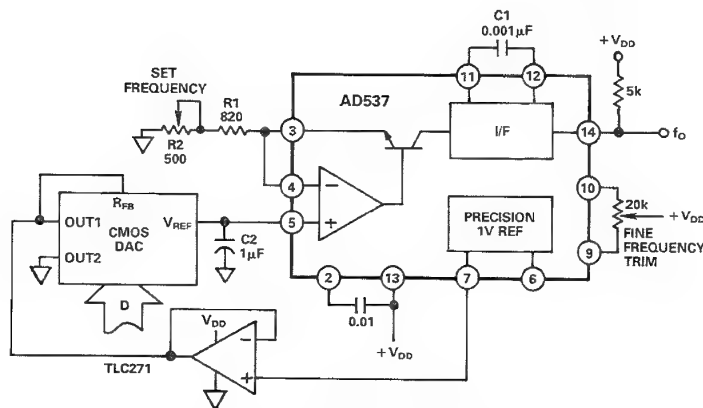 C1
0.001µF
+VDD
SET
FREQUENCY
R1
820
R2
500
11
12
AD537
5k
3
I/F
14
fO
4
−
RFB
OUT1
VREF
CMOS
DAC
OUT2
5
+
C2
1µF
PRECISION
1V REF
10
20k
+VDD
FINE
FREQUENCY
TRIM
9
D
2
13
7
6
0.01
+VDD
VDD
−
TLC271
+